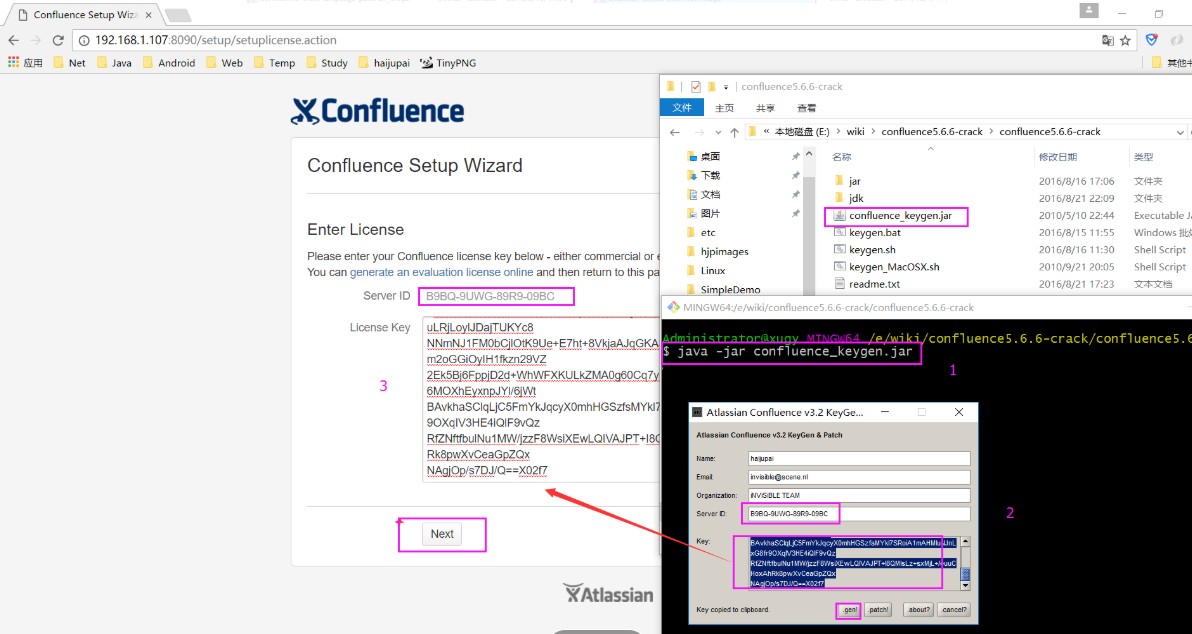 Confluence Setup Wiza
192.168.1.107:8090/setup/setuplicense.action
应用
Net
Java
Android
Web
Temp
Study
haijupai
TinyPNG
其他书
Confluence
Confluence Setup Wizard
Enter License
Please enter your Confluence license key below - either commercial or e
You can generate an evaluation license online and then return to this pa
Server ID
B9BQ-9UWG-89R9-09BC
License Key
uLRjLoylJDajTUKYc8
NNmNJ1FM0bCjlOtK9Ue+E7ht+8VkjaAJqGKA
m2oGGiOyIH1fkzn29VZ
2Ek5Bj6FppjD2d+WhWFXKULkZMA0g60Cq7y
6MOXhEyxnpJYl/6jWt
BAvkhaSClqLjC5FmYkJqcyX0mhHGSzfsMYkl7
9OXqlV3HE4lQlF9vQz
RfZNftfbulNu1MW/jzzF8WsiXEwLQIVAJPT+I8Q
Rk8pwXvCeaGpZQx
NAgjOp/s7DJ/Q==X02f7
3
Next
Atlassian
confluence5.6.6-crack
文件
主页
共享
查看
« 本地磁盘 (E:) › wiki › confluence5.6.6-crack › confluence5.6.6-crack
桌面
下载
文档
图片
etc
hjpimages
Linux
SimpleDemo
名称
修改日期
类型
jar
2016/8/16 17:06
文件夹
jdk
2016/8/21 22:09
文件夹
confluence_keygen.jar
2010/5/10 22:44
Executable JA
keygen.bat
2016/8/15 11:55
Windows 批处
keygen.sh
2016/8/16 11:30
Shell Script
keygen_MacOSX.sh
2010/9/21 20:05
Shell Script
readme.txt
2016/8/21 17:23
文本文档
MINGW64:/e/wiki/confluence5.6.6-crack/confluence5.6.6-crack
Administrator@xugy MINGW64 /e/wiki/confluence5.6.6-crack/confluence5.6
$ java -jar confluence_keygen.jar
1
Atlassian Confluence v3.2 KeyGe...
Atlassian Confluence v3.2 KeyGen & Patch
Name:
haijupai
Email:
invisible@scene.nl
Organization:
iNViSiBLE TEAM
Server ID:
B9BQ-9UWG-89R9-09BC
2
Key:
NAgjOp/s7DJ/Q==X02f7
Key copied to clipboard.
.gen!
.patch!
.about?
.cancel?